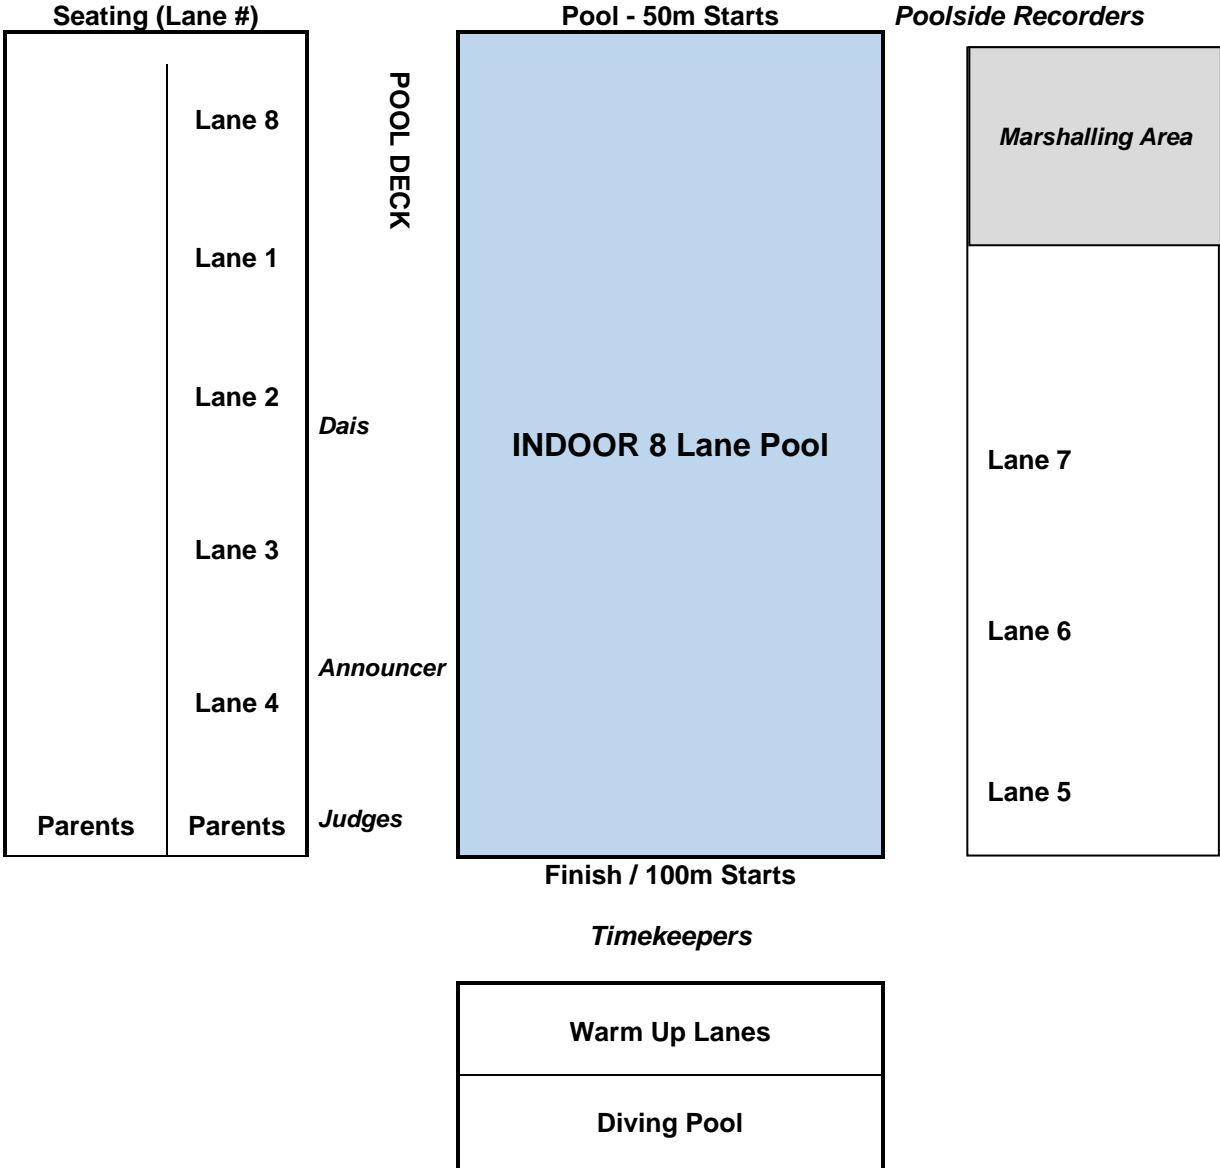 Seating (Lane #)
Pool - 50m Starts
Poolside Recorders
POOL DECK
Lane 8
Marshalling Area
Lane 1
Lane 2
Dais
INDOOR 8 Lane Pool
Lane 7
Lane 3
Lane 6
Announcer
Lane 4
Lane 5
Parents
Parents
Judges
Finish / 100m Starts
Timekeepers
Warm Up Lanes
Diving Pool